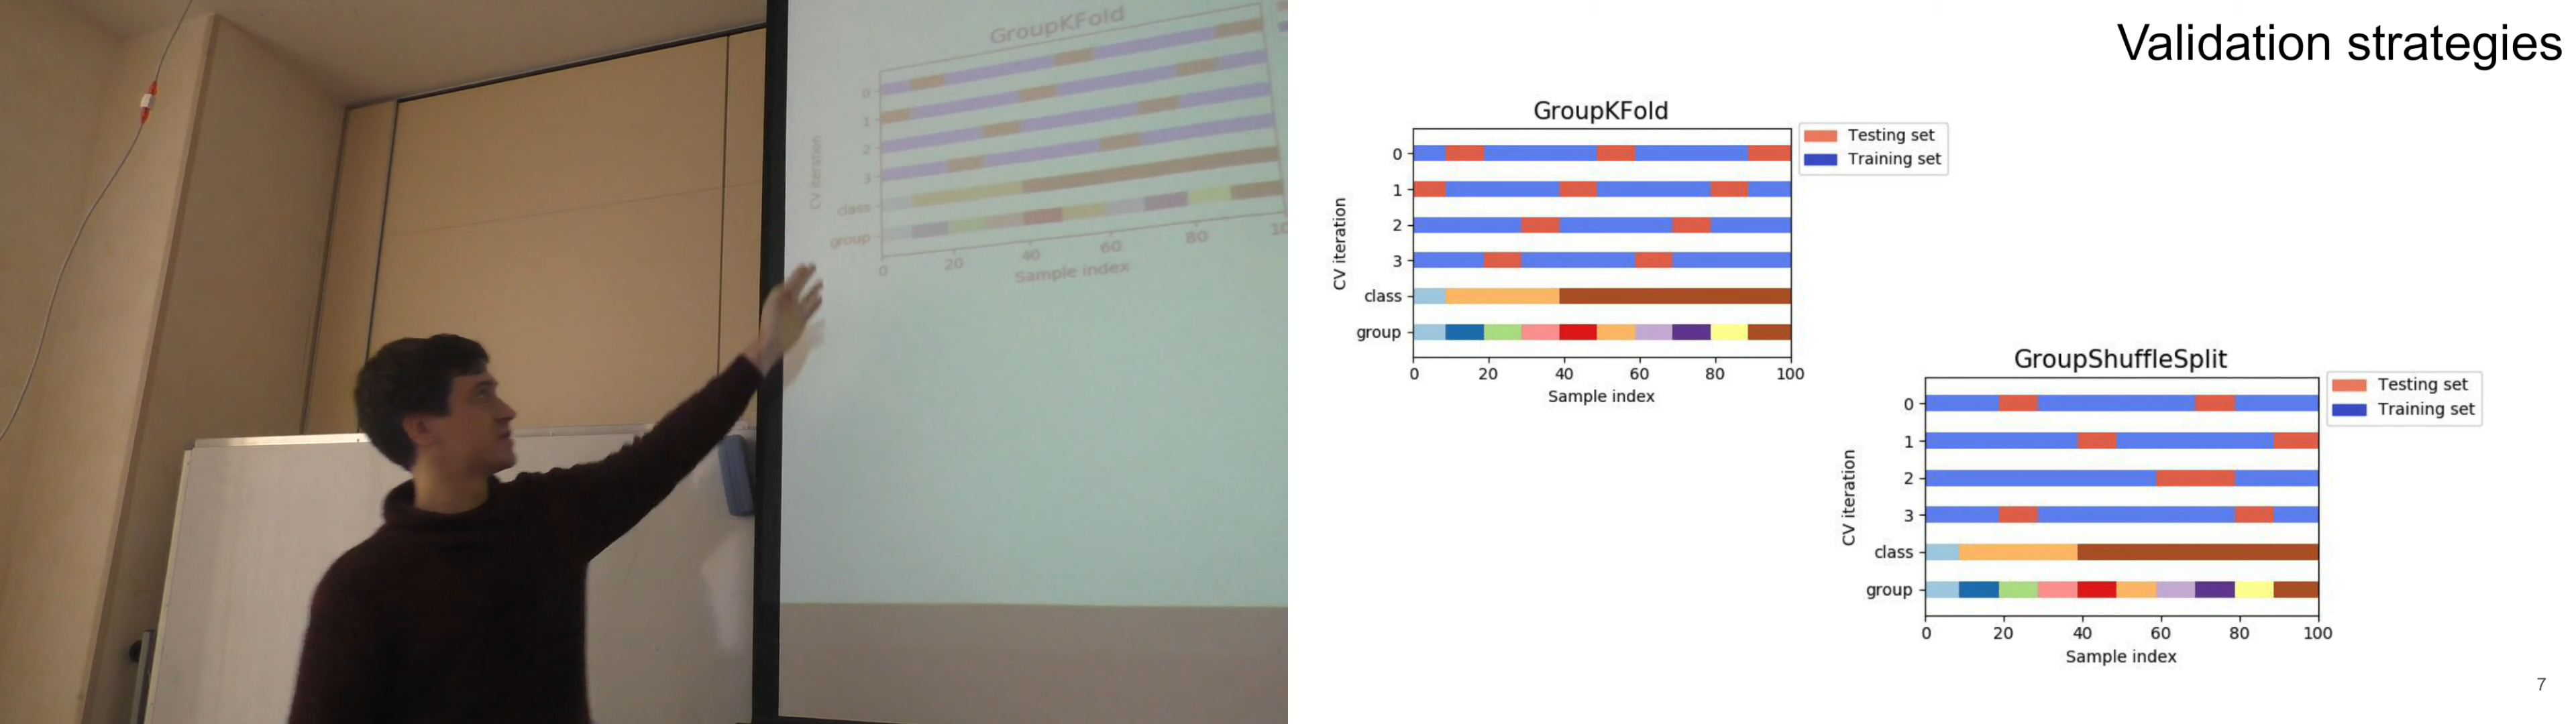 GroupKFold
0
1
2
3
class
group
CV iteration
0 20 40 60 80 10
Sample index
Validation strategies
GroupKFold
Testing set
Training set
0
1
2
3
class
group
CV iteration
0 20 40 60 80 100
Sample index
GroupShuffleSplit
Testing set
Training set
0
1
2
3
class
group
CV iteration
0 20 40 60 80 100
Sample index
7